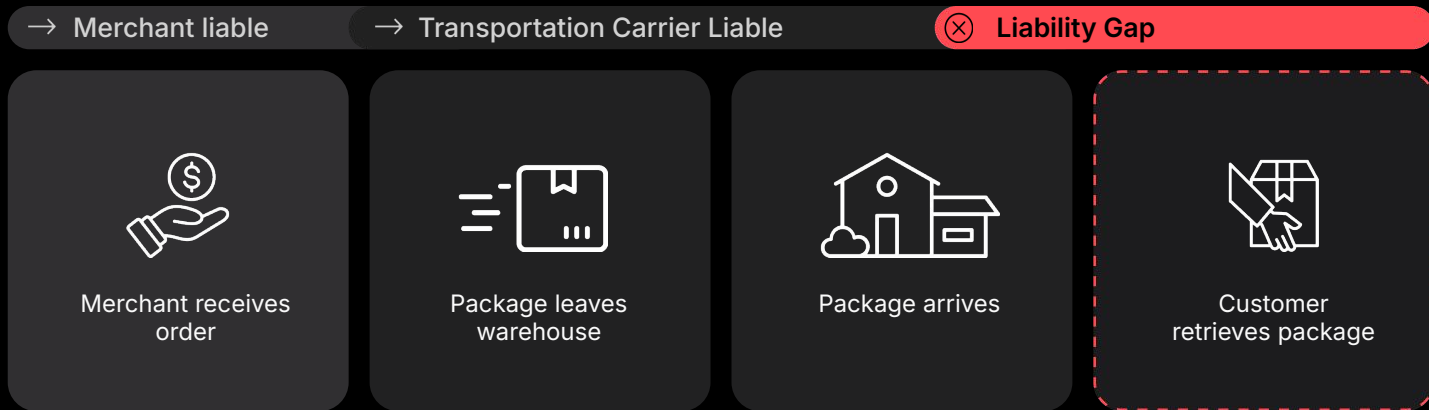 Merchant liable
Transportation Carrier Liable
Liability Gap
Merchant receives
order
Package leaves
warehouse
Package arrives
Customer
retrieves package